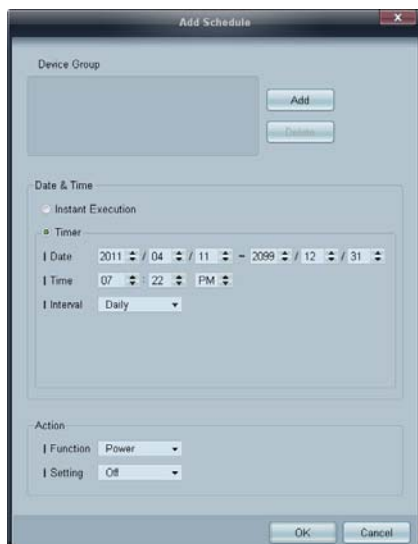 Add Schedule
x
Device Group
Add
Delete
Date & Time
Instant Execution
Timer
Date 2011 / 04 / 11 - 2099 / 12 / 31
Time 07 : 22 PM
Interval Daily
Action
Function Power
Setting Off
OK Cancel